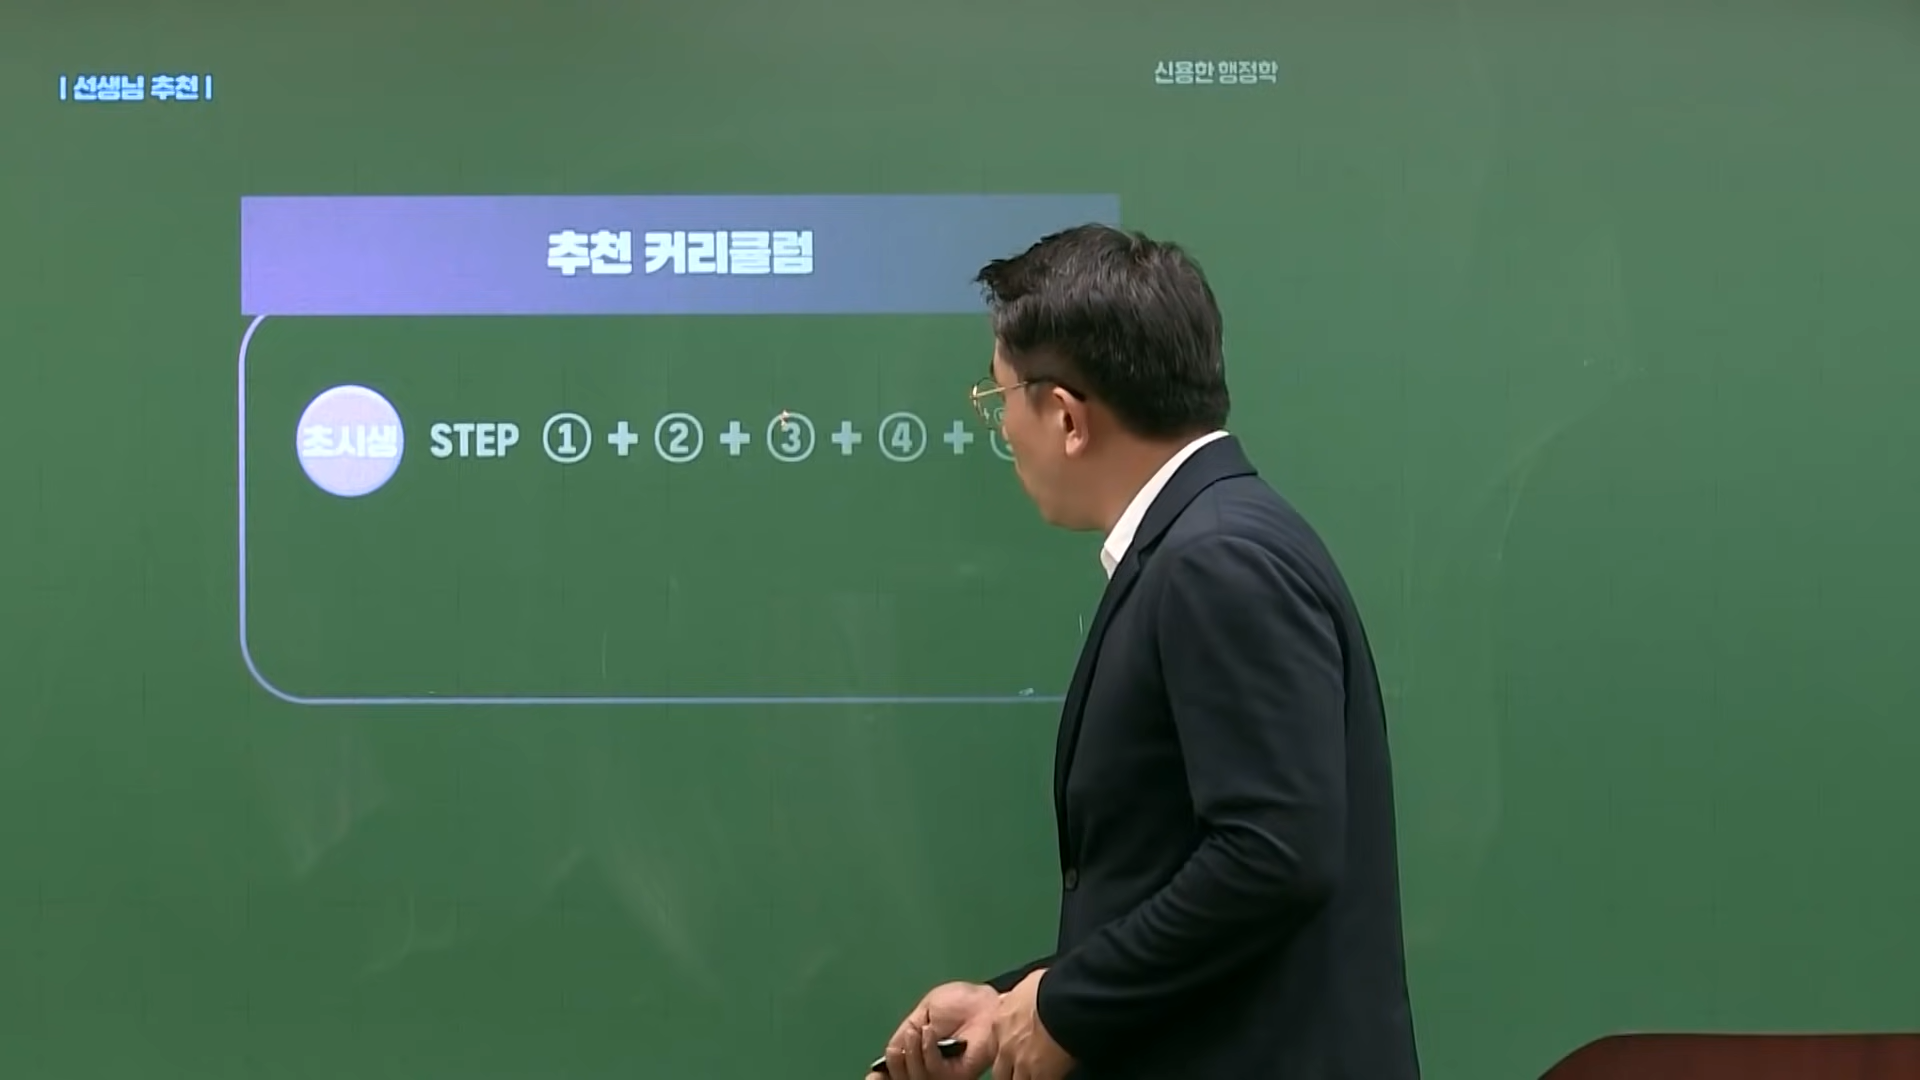 | 선생님 추천 |
신용한 행정학
추천 커리큘럼
초시생 STEP ① + ② + ③ + ④ +